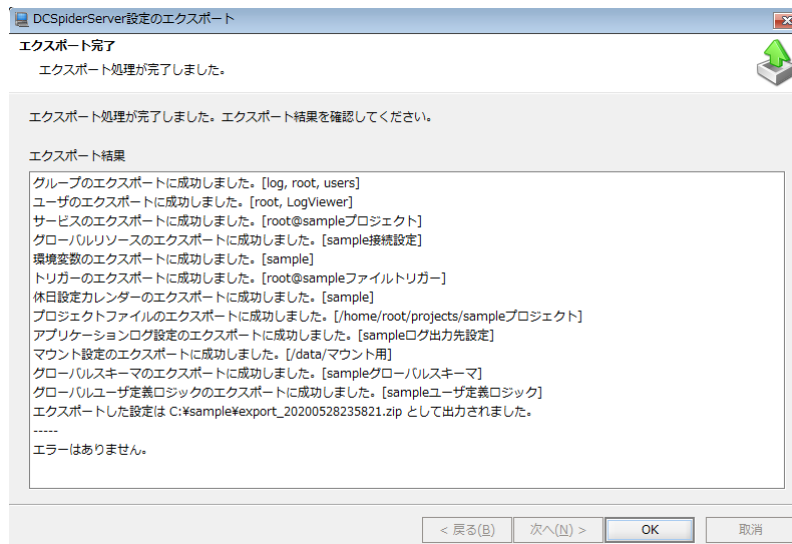 DCSpiderServer設定のエクスポート
エクスポート完了
エクスポート処理が完了しました。
エクスポート処理が完了しました。エクスポート結果を確認してください。
エクスポート結果
グループのエクスポートに成功しました。[log, root, users]
ユーザのエクスポートに成功しました。[root, LogViewer]
サービスのエクスポートに成功しました。[root@sampleプロジェクト]
グローバルリソースのエクスポートに成功しました。[sample接続設定]
環境変数のエクスポートに成功しました。[sample]
トリガーのエクスポートに成功しました。[root@sampleファイルトリガー]
休日設定カレンダーのエクスポートに成功しました。[sample]
プロジェクトファイルのエクスポートに成功しました。[/home/root/projects/sampleプロジェクト]
アプリケーションログ設定のエクスポートに成功しました。[sampleログ出力先設定]
マウント設定のエクスポートに成功しました。[/data/マウント用]
グローバルスキーマのエクスポートに成功しました。[sampleグローバルスキーマ]
グローバルユーザ定義ロジックのエクスポートに成功しました。[sampleユーザ定義ロジック]
エクスポートした設定は C:¥sample¥export_20200528235821.zip として出力されました。
-----
エラーはありません。
< 戻る(B) 次へ(N) > OK 取消